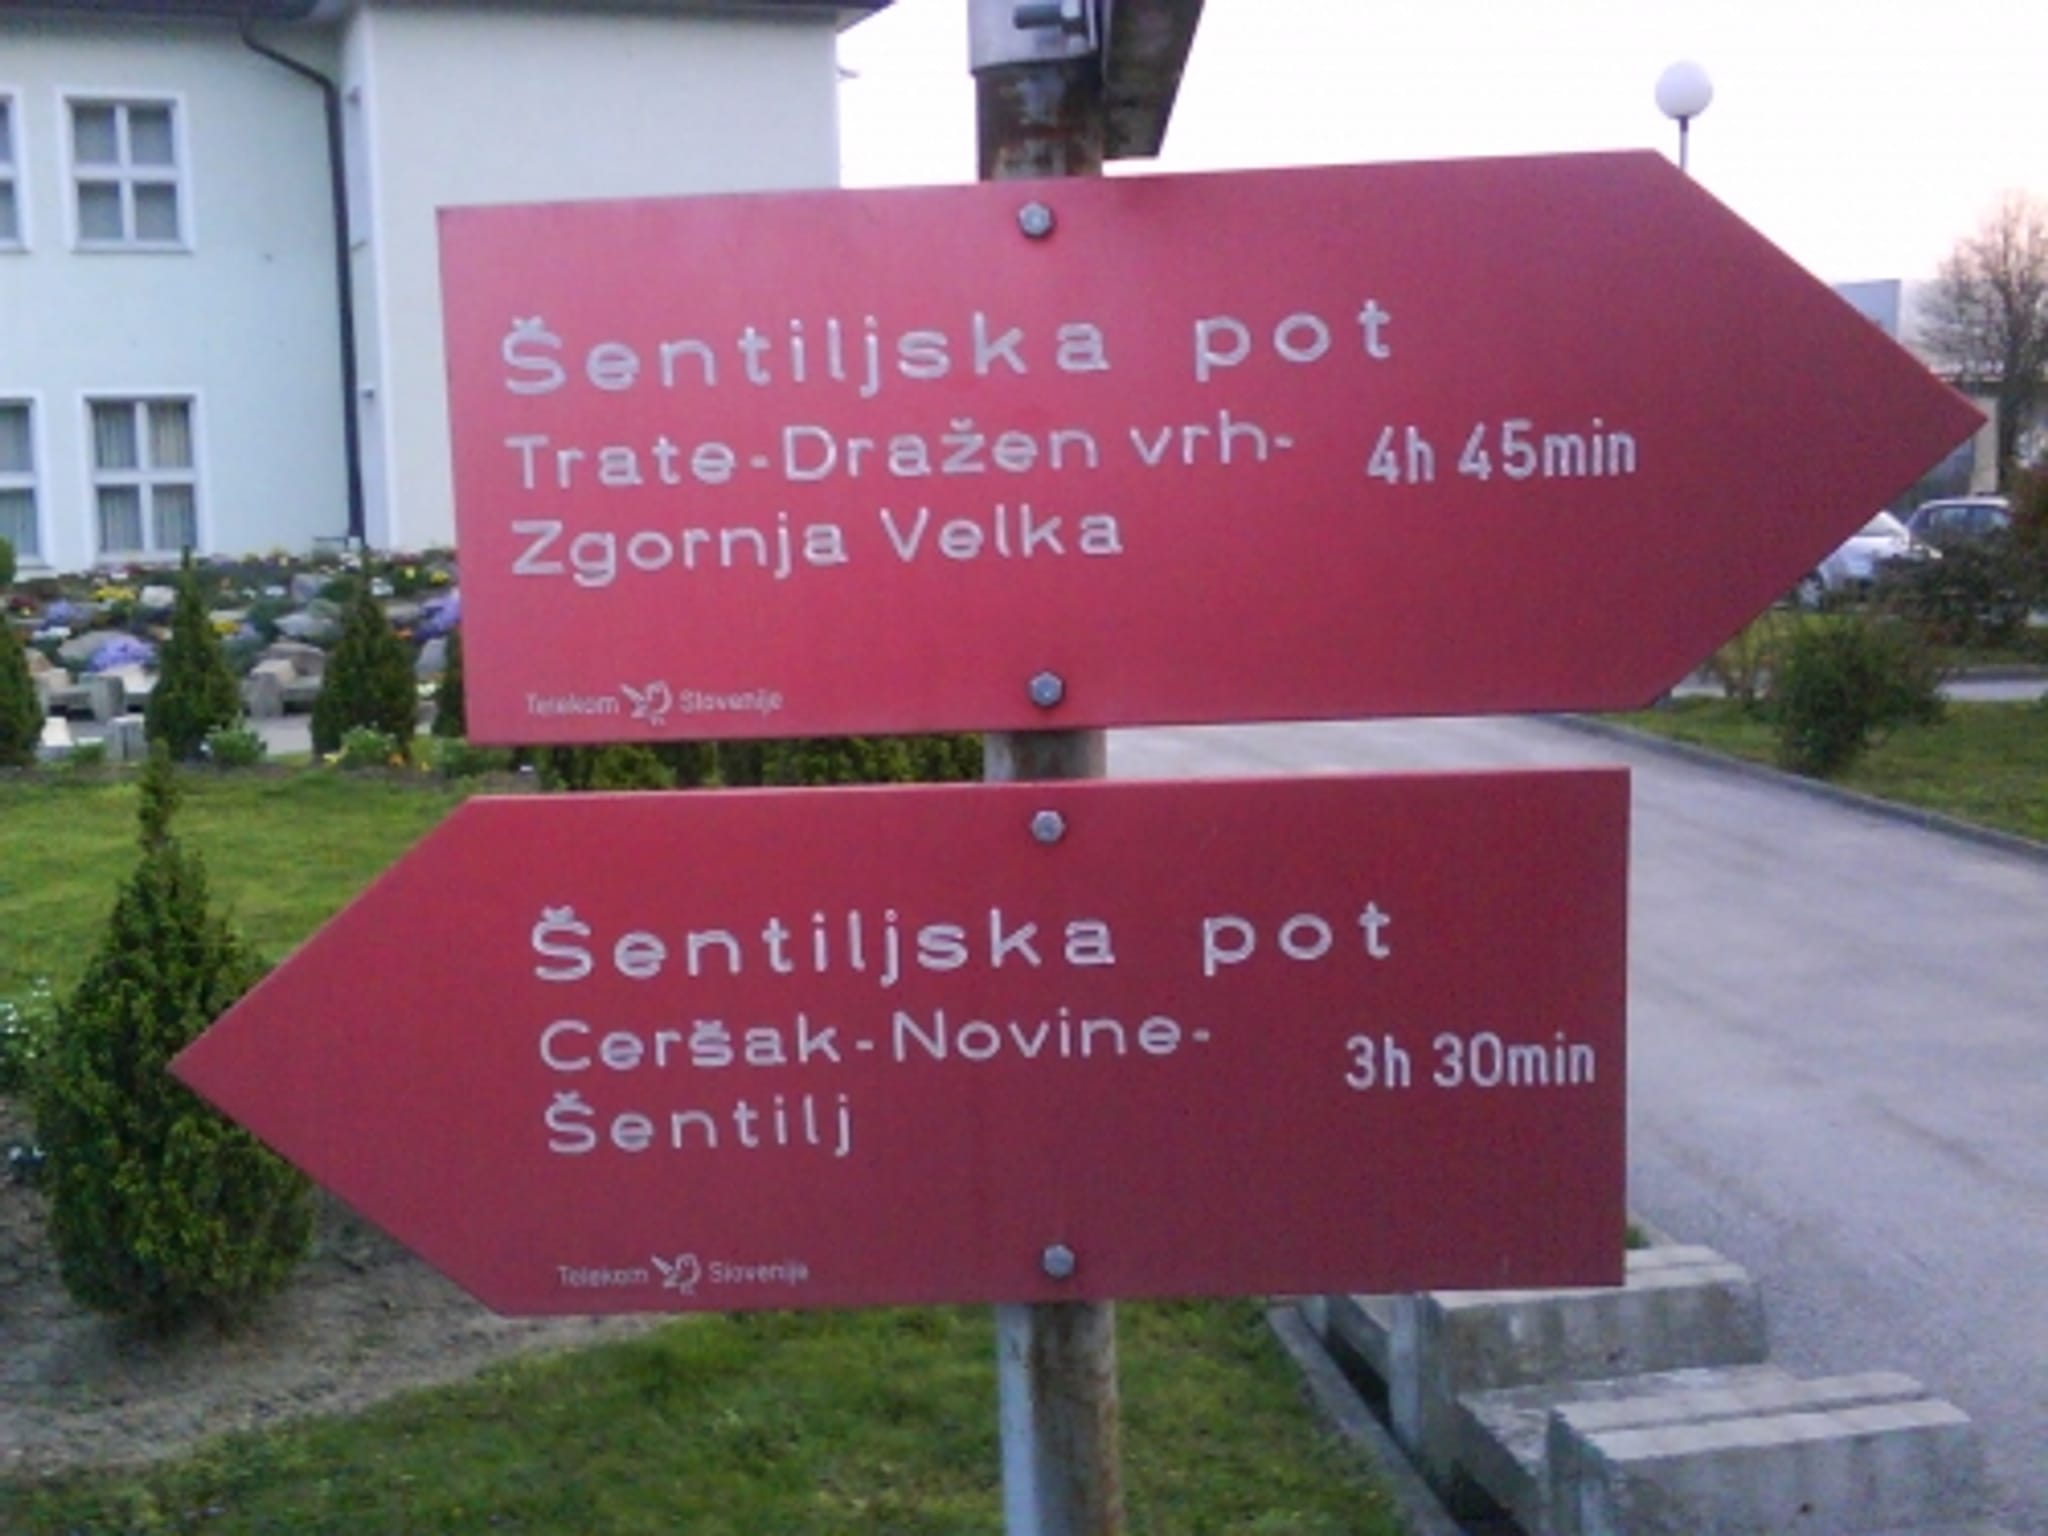 Šentiljska pot
Trate-Dražen vrh-
Zgornja Velka
4h 45min
Telekom Slovenije
Šentiljska pot
Ceršak-Novine-
Šentilj
3h 30min
Telekom Slovenije